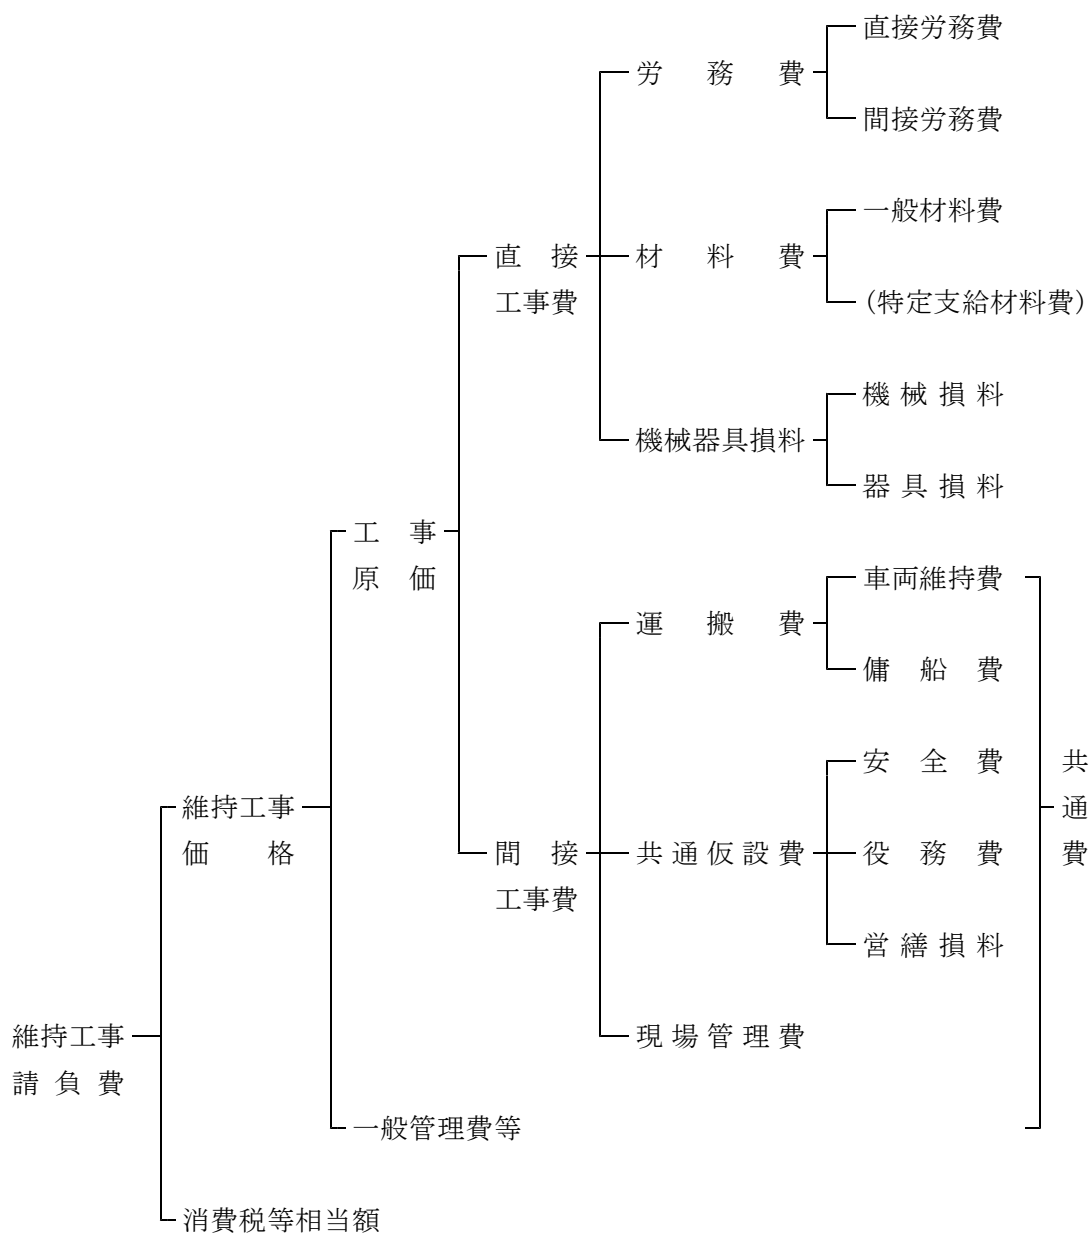 直接労務費
労務費
間接労務費
一般材料費
直接
材料費
工事費
(特定支給材料費)
機械損料
機械器具損料
器具損料
工事
原価
車両維持費
運搬費
傭船費
安全費
維持工事
価格
間接
共通仮設費
役務費
工事費
営繕損料
共
通
費
現場管理費
維持工事
請負費
一般管理費等
消費税等相当額